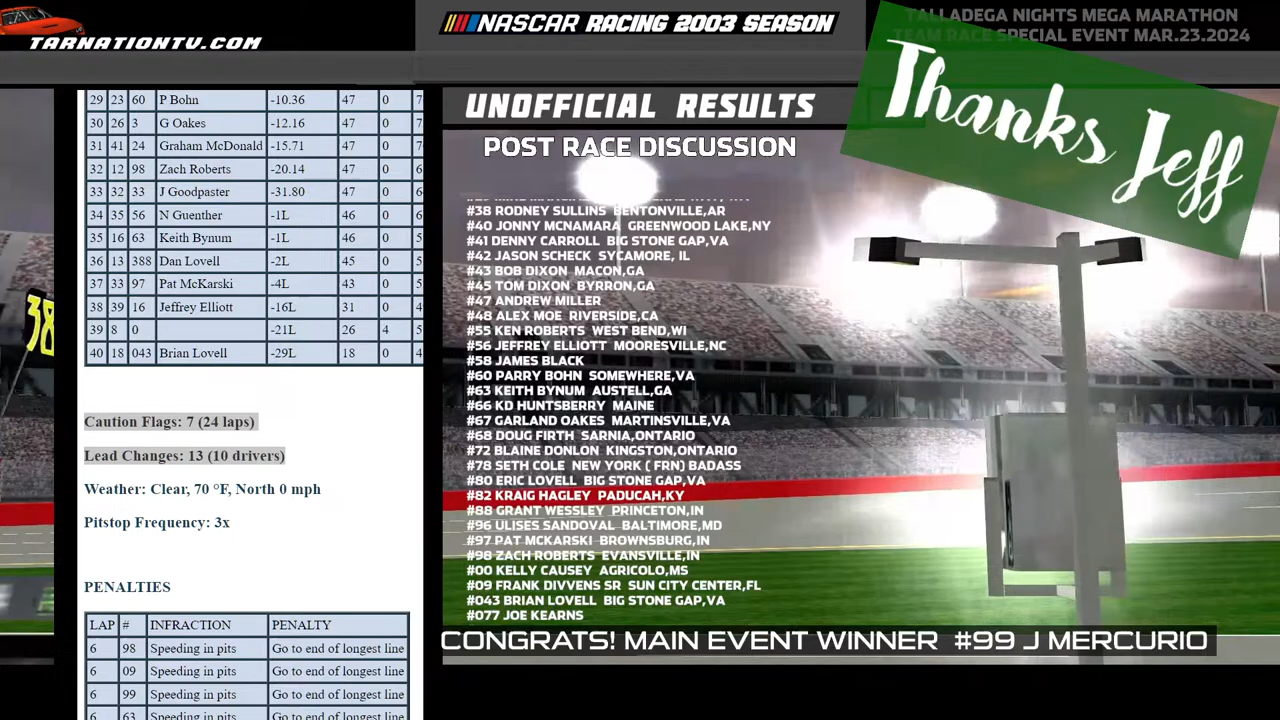 TARNATIONTV.COM
NASCAR RACING 2003 SEASON
TALLADEGA NIGHTS MEGA MARATHON
TEAM RACE SPECIAL EVENT MAR.23.2024
Thanks Jeff
29 23 60 P Bohn -10.36 47 0 7
30 26 3 G Oakes -12.16 47 0 7
31 41 24 Graham McDonald -15.71 47 0 7
32 12 98 Zach Roberts -20.14 47 0 6
33 32 33 J Goodpaster -31.80 47 0 6
34 35 56 N Guenther -1L 46 0 6
35 16 63 Keith Bynum -1L 46 0 5
36 13 388 Dan Lovell -2L 45 0 5
37 33 97 Pat McKarski -4L 43 0 5
38 39 16 Jeffrey Elliott -16L 31 0 4
39 8 0 -21L 26 4 5
40 18 043 Brian Lovell -29L 18 0 4
Caution Flags: 7 (24 laps)
Lead Changes: 13 (10 drivers)
Weather: Clear, 70 °F, North 0 mph
Pitstop Frequency: 3x
PENALTIES
LAP # INFRACTION PENALTY
6 98 Speeding in pits Go to end of longest line
6 09 Speeding in pits Go to end of longest line
6 99 Speeding in pits Go to end of longest line
6 63 Speeding in pits Go to end of longest line
38
UNOFFICIAL RESULTS
POST RACE DISCUSSION
#38 RODNEY SULLINS BENTONVILLE,AR
#40 JONNY MCNAMARA GREENWOOD LAKE,NY
#41 DENNY CARROLL BIG STONE GAP,VA
#42 JASON SCHECK SYCAMORE, IL
#43 BOB DIXON MACON,GA
#45 TOM DIXON BYRRON,GA
#47 ANDREW MILLER
#48 ALEX MOE RIVERSIDE,CA
#55 KEN ROBERTS WEST BEND,WI
#56 JEFFREY ELLIOTT MOORESVILLE,NC
#58 JAMES BLACK
#60 PARRY BOHN SOMEWHERE,VA
#63 KEITH BYNUM AUSTELL,GA
#66 KD HUNTSBERRY MAINE
#67 GARLAND OAKES MARTINSVILLE,VA
#68 DOUG FIRTH SARNIA,ONTARIO
#72 BLAINE DONLON KINGSTON,ONTARIO
#78 SETH COLE NEW YORK ( FRN) BADASS
#80 ERIC LOVELL BIG STONE GAP,VA
#82 KRAIG HAGLEY PADUCAH,KY
#88 GRANT WESSLEY PRINCETON,IN
#96 ULISES SANDOVAL BALTIMORE,MD
#97 PAT MCKARSKI BROWNSBURG,IN
#98 ZACH ROBERTS EVANSVILLE,IN
#00 KELLY CAUSEY AGRICOLO,MS
#09 FRANK DIVVENS SR SUN CITY CENTER,FL
#043 BRIAN LOVELL BIG STONE GAP,VA
#077 JOE KEARNS
CONGRATS! MAIN EVENT WINNER #99 J MERCURIO